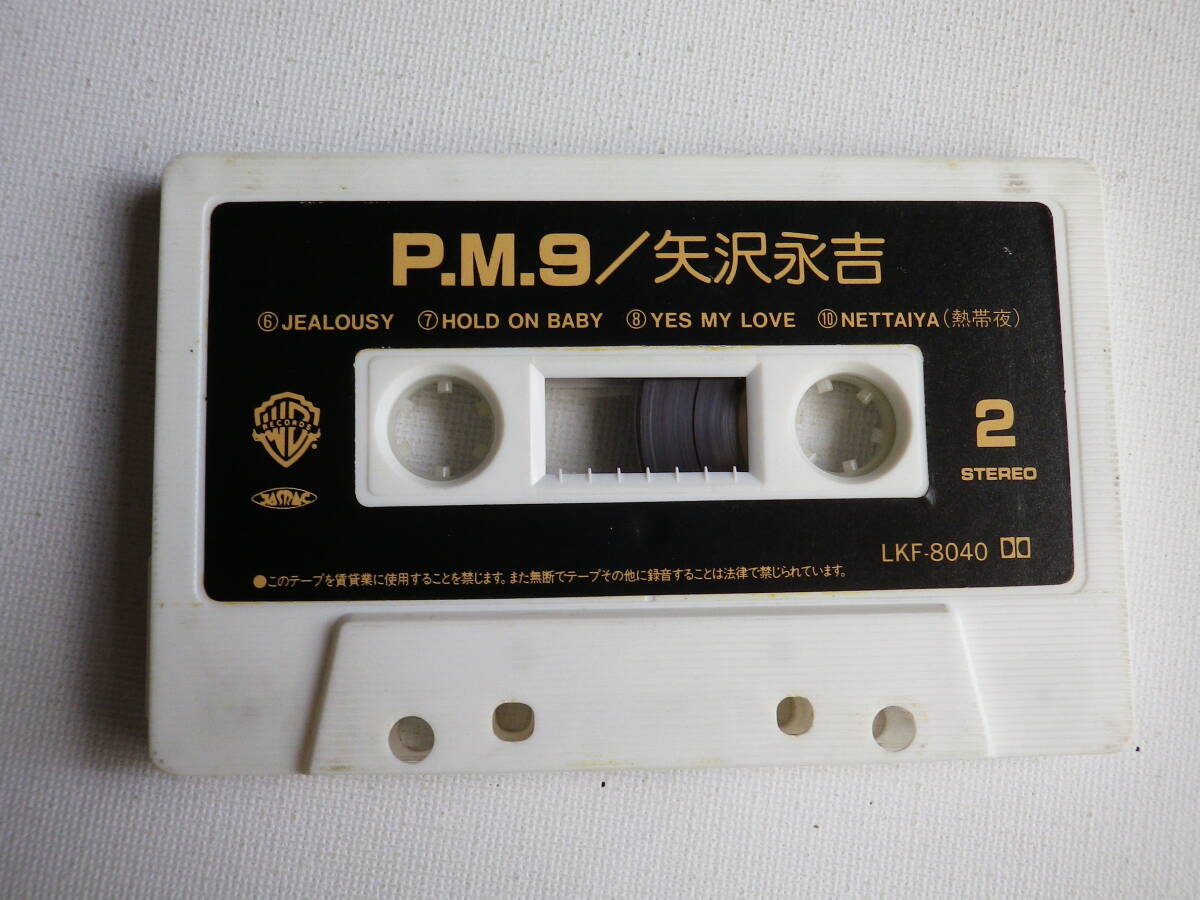 P.M.9/矢沢永吉
⑥JEALOUSY ⑦HOLD ON BABY ⑧YES MY LOVE ⑩NETTAIYA(熱帯夜)
RECORDS
JASRAC
2
STEREO
LKF-8040
●このテープを賃貸業に使用することを禁じます。また無断でテープその他に録音することは法律で禁じられています。